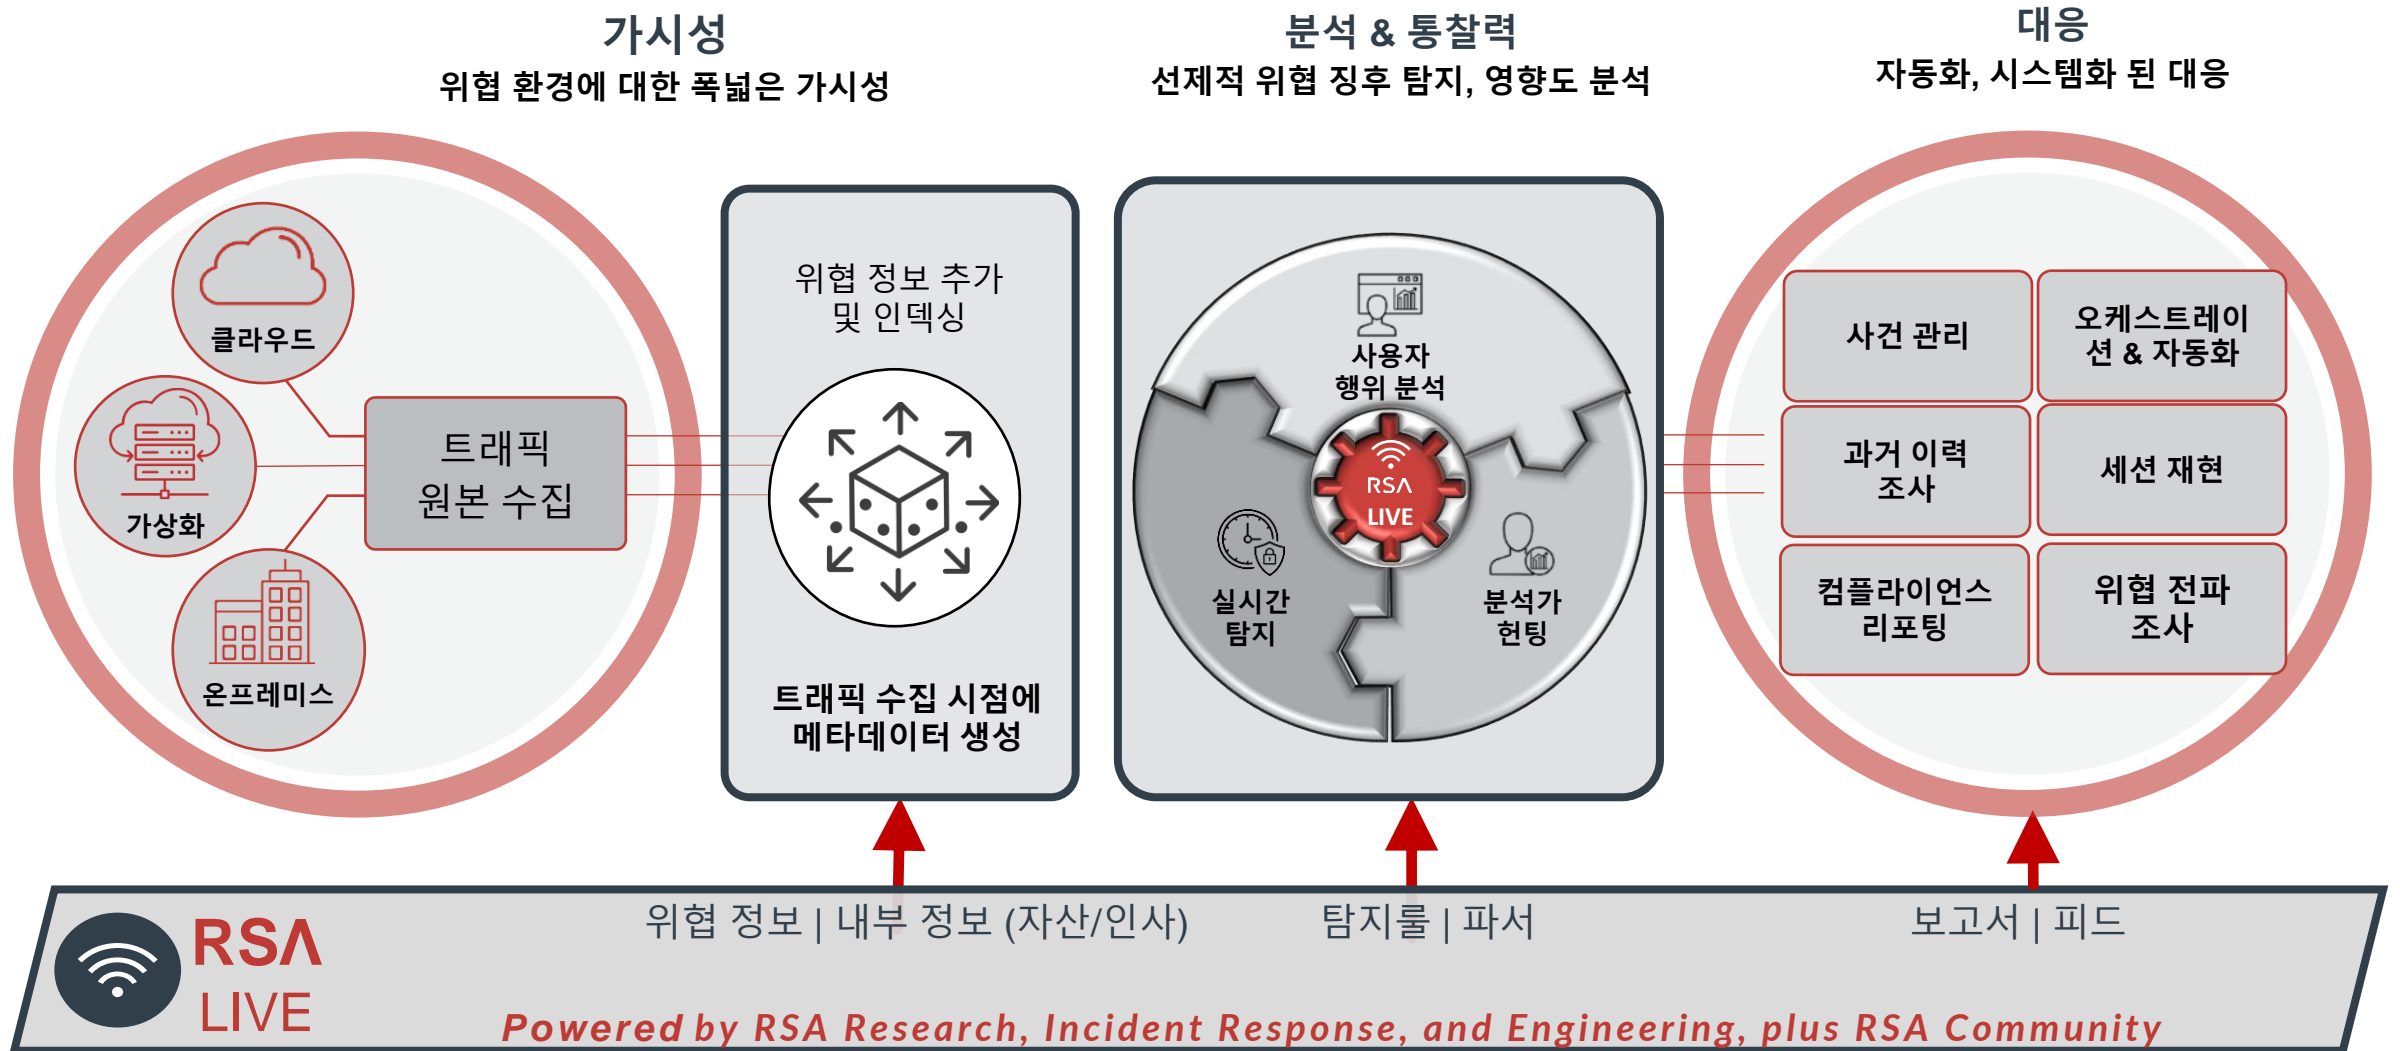 가시성
위협 환경에 대한 폭넓은 가시성
분석 & 통찰력
선제적 위협 징후 탐지, 영향도 분석
대응
자동화, 시스템화 된 대응
클라우드
가상화
온프레미스
트래픽
원본 수집
위협 정보 추가
및 인덱싱
트래픽 수집 시점에
메타데이터 생성
사용자
행위 분석
RSA
LIVE
실시간
탐지
분석가
헌팅
사건 관리
오케스트레이
션 & 자동화
과거 이력
조사
세션 재현
컴플라이언스
리포팅
위협 전파
조사
RSA
LIVE
위협 정보 | 내부 정보 (자산/인사)
탐지룰 | 파서
보고서 | 피드
Powered by RSA Research, Incident Response, and Engineering, plus RSA Community